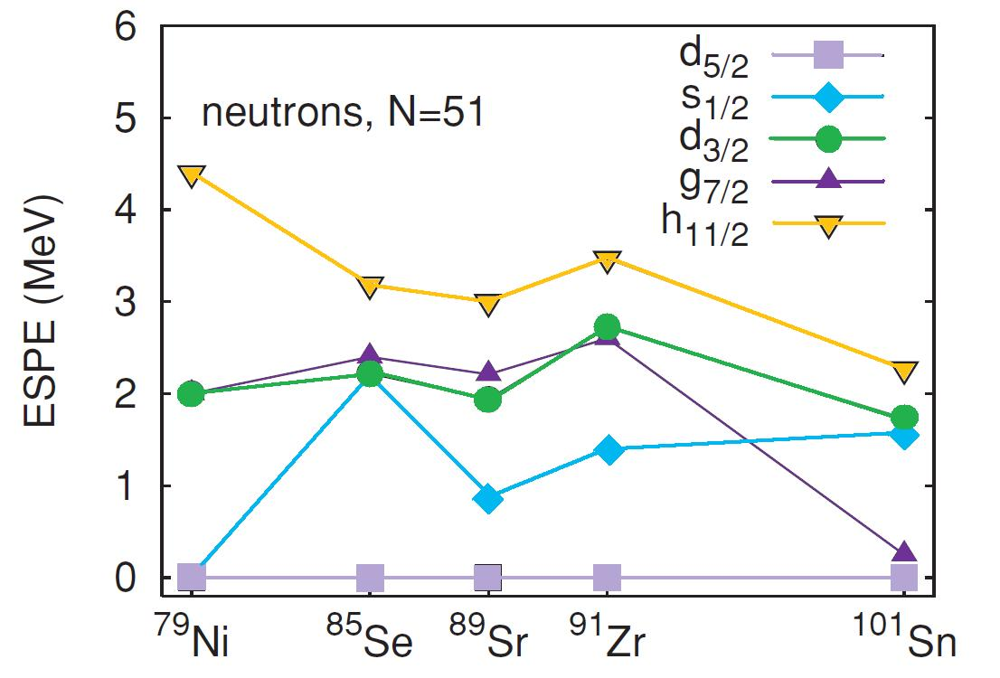 6
5
4
3
2
1
0
ESPE (MeV)
neutrons, N=51
d5/2
s1/2
d3/2
g7/2
h11/2
79Ni
85Se
89Sr
91Zr
101Sn